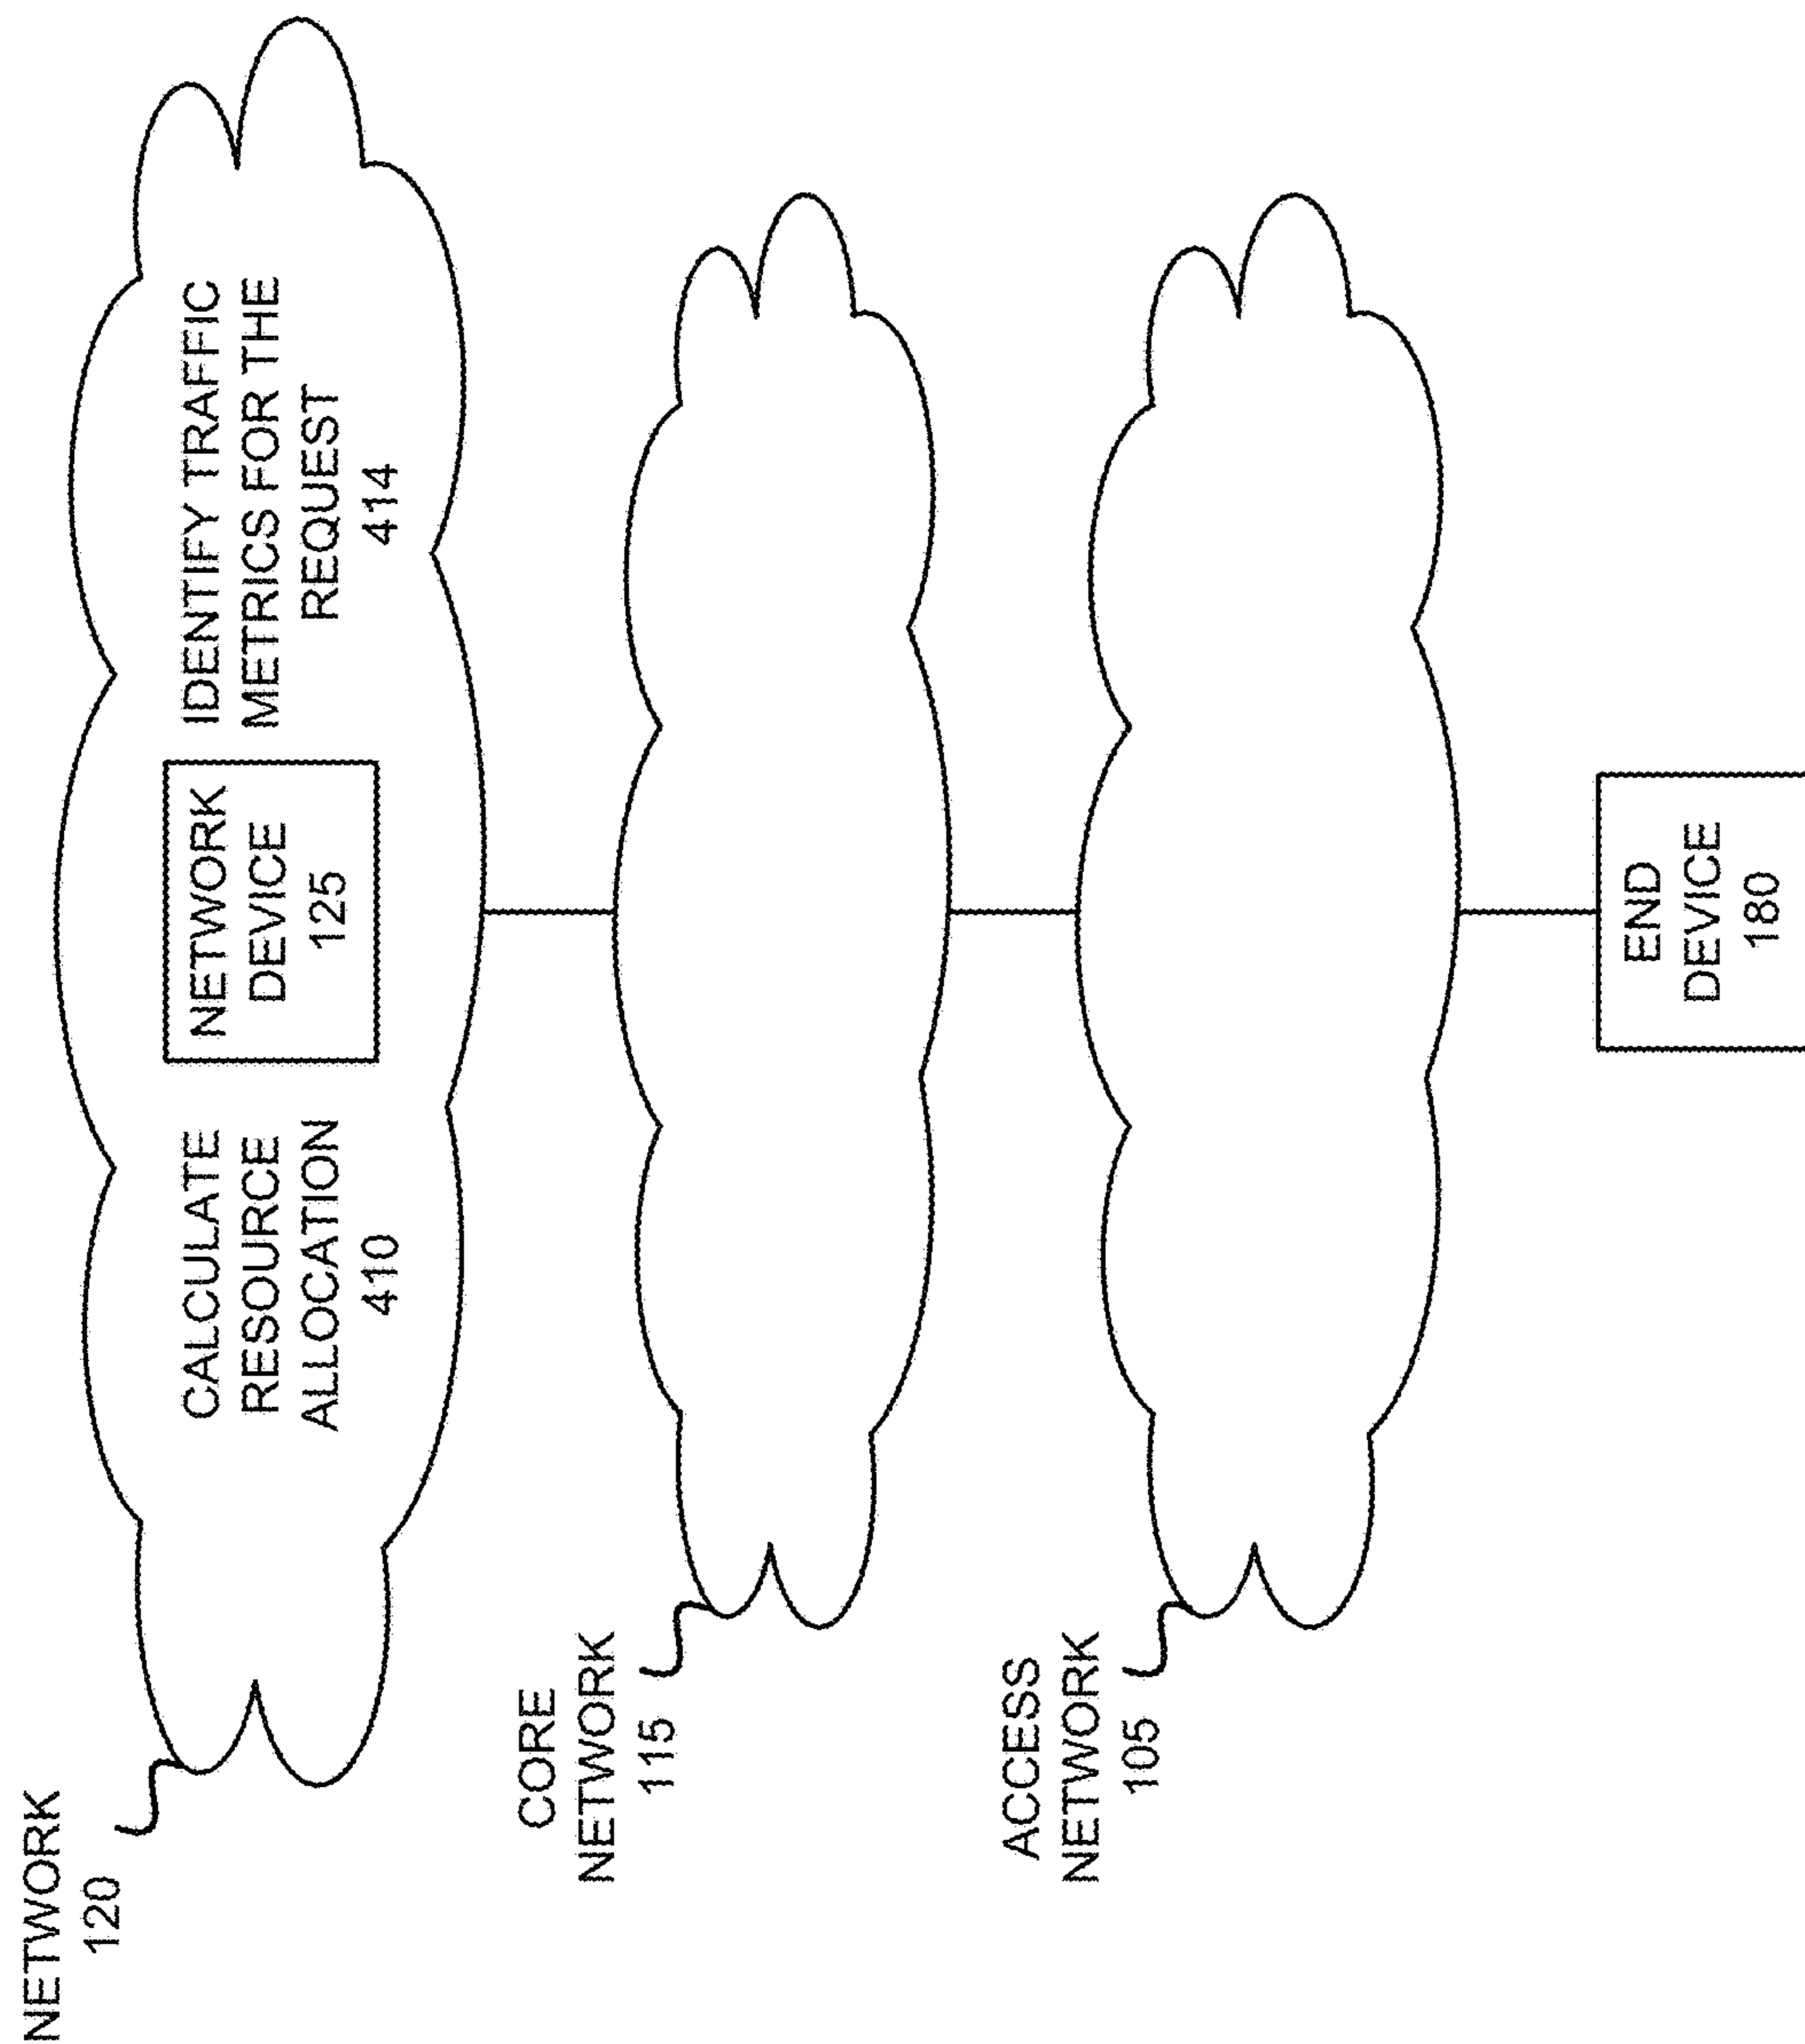 NETWORK
120
CALCULATE
RESOURCE
ALLOCATION
410
NETWORK
DEVICE
125
IDENTIFY TRAFFIC
METRICS FOR THE
REQUEST
414
CORE
NETWORK
115
ACCESS
NETWORK
105
END
DEVICE
180